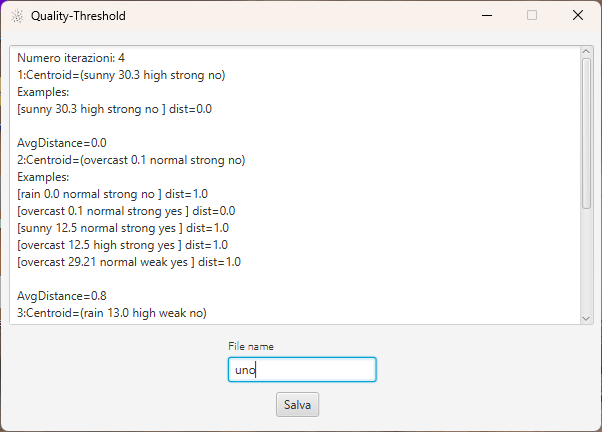 Quality-Threshold
Numero iterazioni: 4
1:Centroid=(sunny 30.3 high strong no)
Examples:
[sunny 30.3 high strong no ] dist=0.0
AvgDistance=0.0
2:Centroid=(overcast 0.1 normal strong no)
Examples:
[rain 0.0 normal strong no ] dist=1.0
[overcast 0.1 normal strong yes ] dist=0.0
[sunny 12.5 normal strong yes ] dist=1.0
[overcast 12.5 high strong yes ] dist=1.0
[overcast 29.21 normal weak yes ] dist=1.0
AvgDistance=0.8
3:Centroid=(rain 13.0 high weak no)
File name
uno
Salva